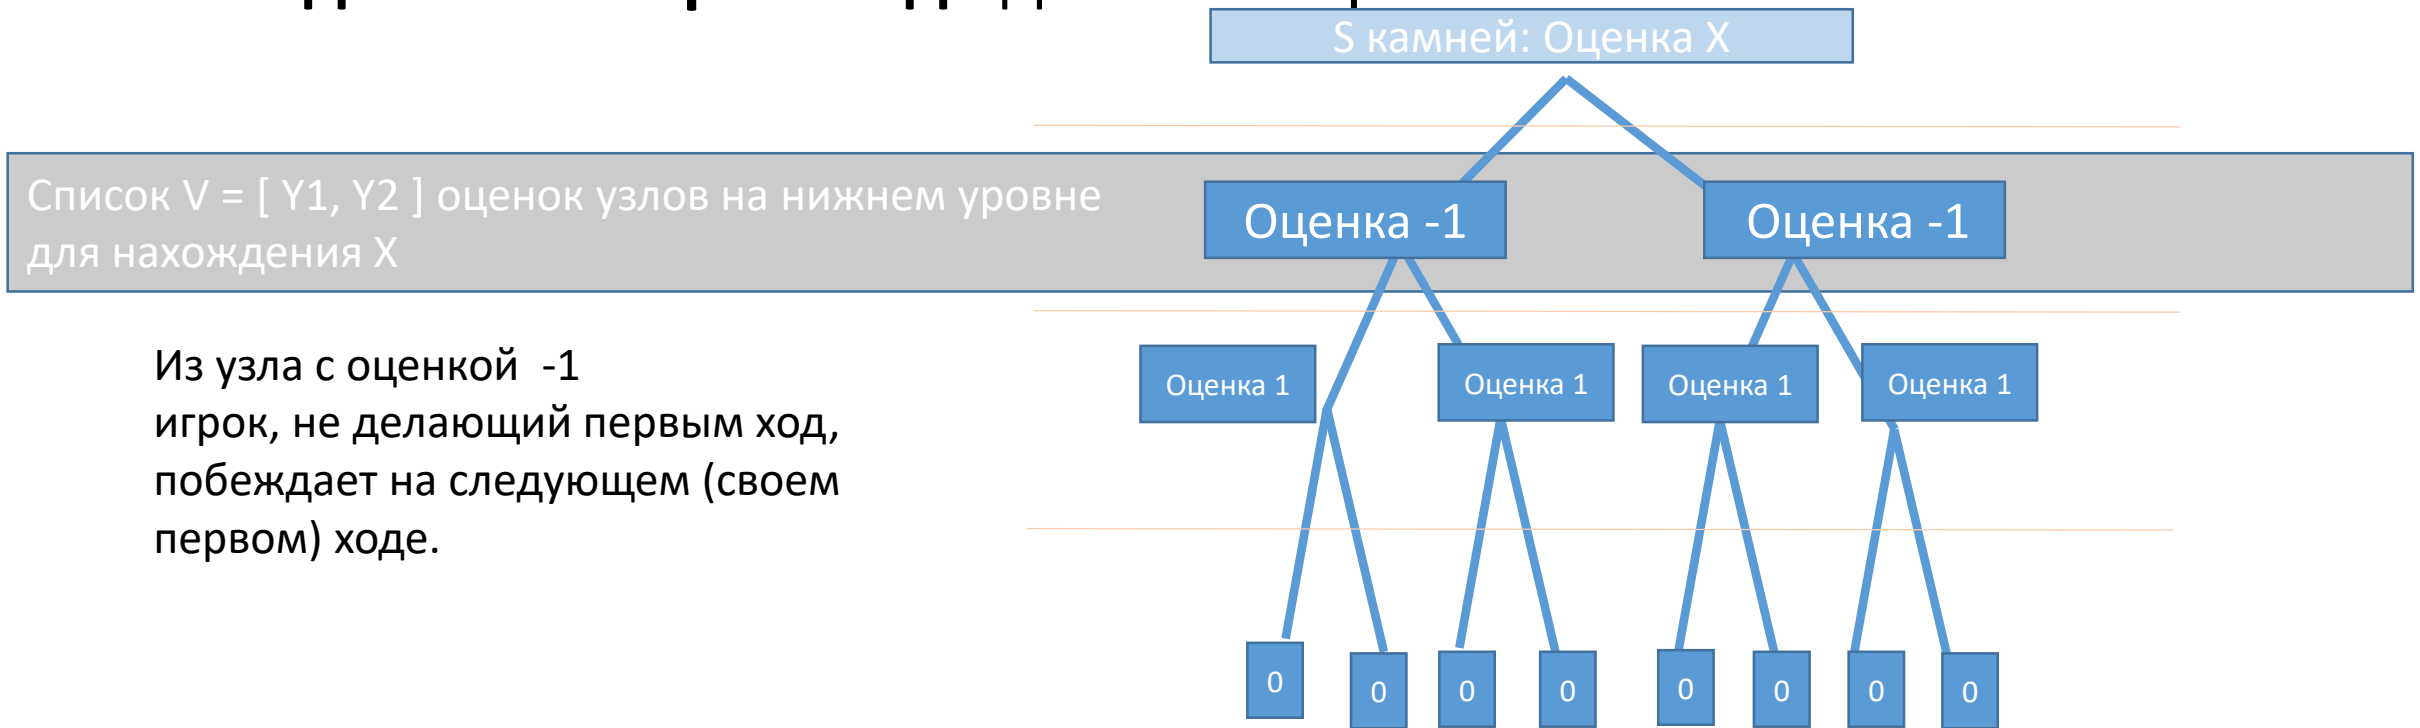 S камней: Оценка X
Список V = [ Y1, Y2 ] оценок узлов на нижнем уровне
для нахождения X
Оценка -1
Оценка -1
Из узла с оценкой -1
игрок, не делающий первым ход,
побеждает на следующем (своем
первом) ходе.
Оценка 1
Оценка 1
Оценка 1
Оценка 1
0
0
0
0
0
0
0
0